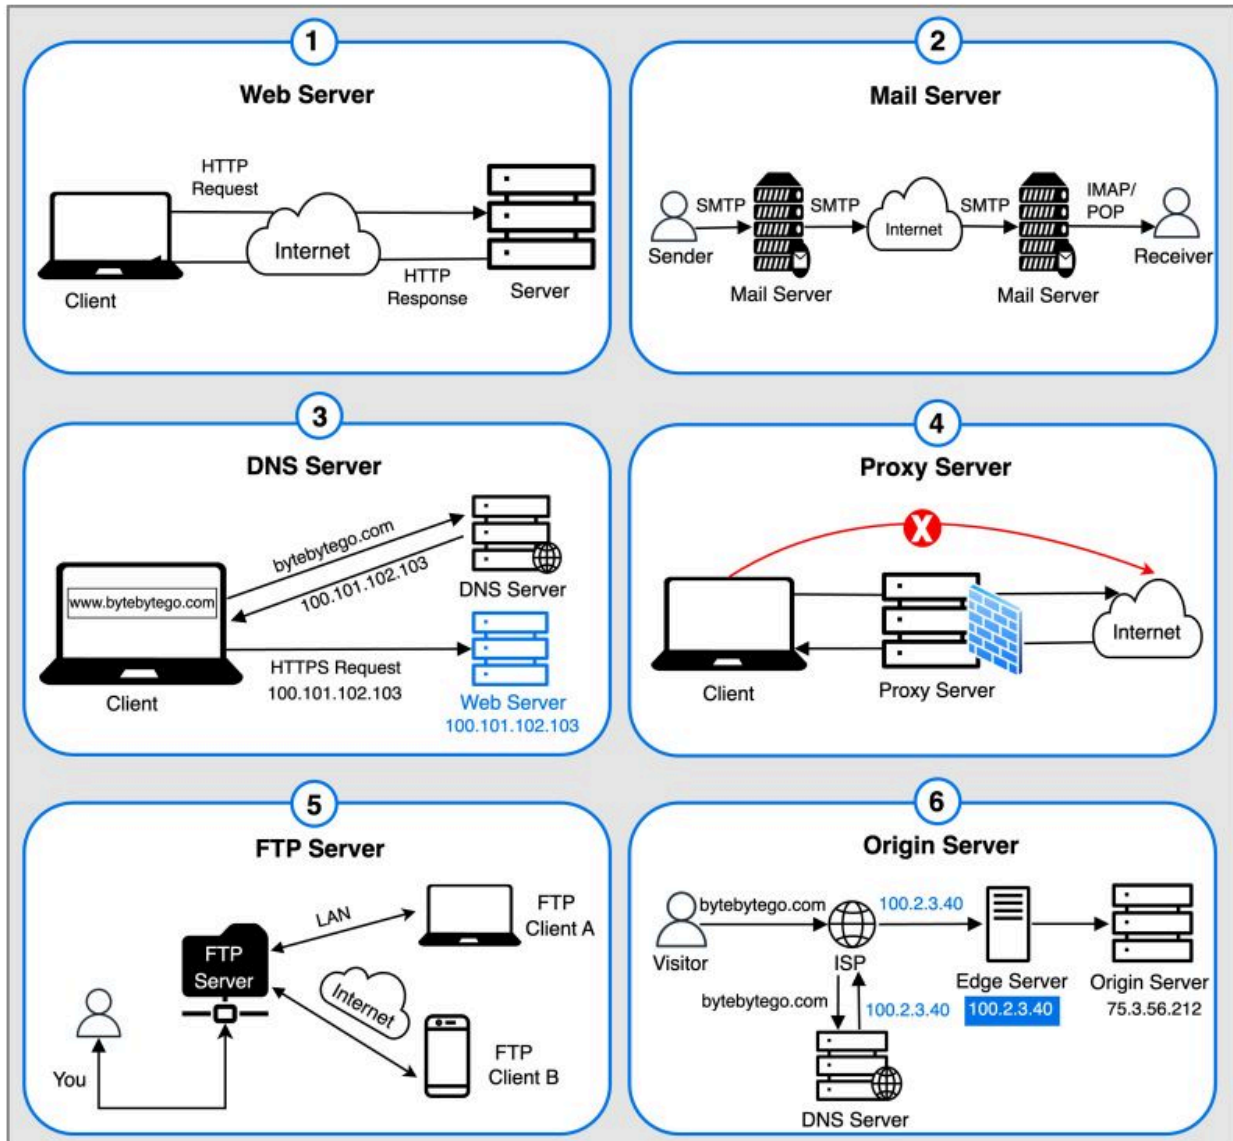 1
Web Server
HTTP
Request
Internet
HTTP
Response
Client
Server
2
Mail Server
SMTP
SMTP
SMTP
IMAP/
POP
Internet
Sender
Mail Server
Mail Server
Receiver
3
DNS Server
bytebytego.com
100.101.102.103
www.bytebytego.com
DNS Server
HTTPS Request
100.101.102.103
Client
Web Server
100.101.102.103
4
Proxy Server
X
Internet
Client
Proxy Server
5
FTP Server
LAN
FTP
Client A
FTP
Server
Internet
You
FTP
Client B
6
Origin Server
bytebytego.com
100.2.3.40
Visitor
ISP
Edge Server
100.2.3.40
Origin Server
75.3.56.212
bytebytego.com
100.2.3.40
DNS Server